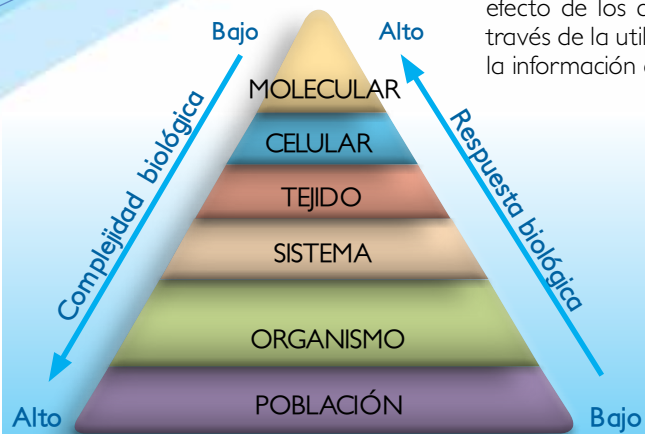 efecto de los
través de la
la información
Bajo
Alto
MOLECULAR
CELULAR
TEJIDO
SISTEMA
ORGANISMO
POBLACIÓN
Complejidad biológica
Respuesta biológica
Alto
Bajo